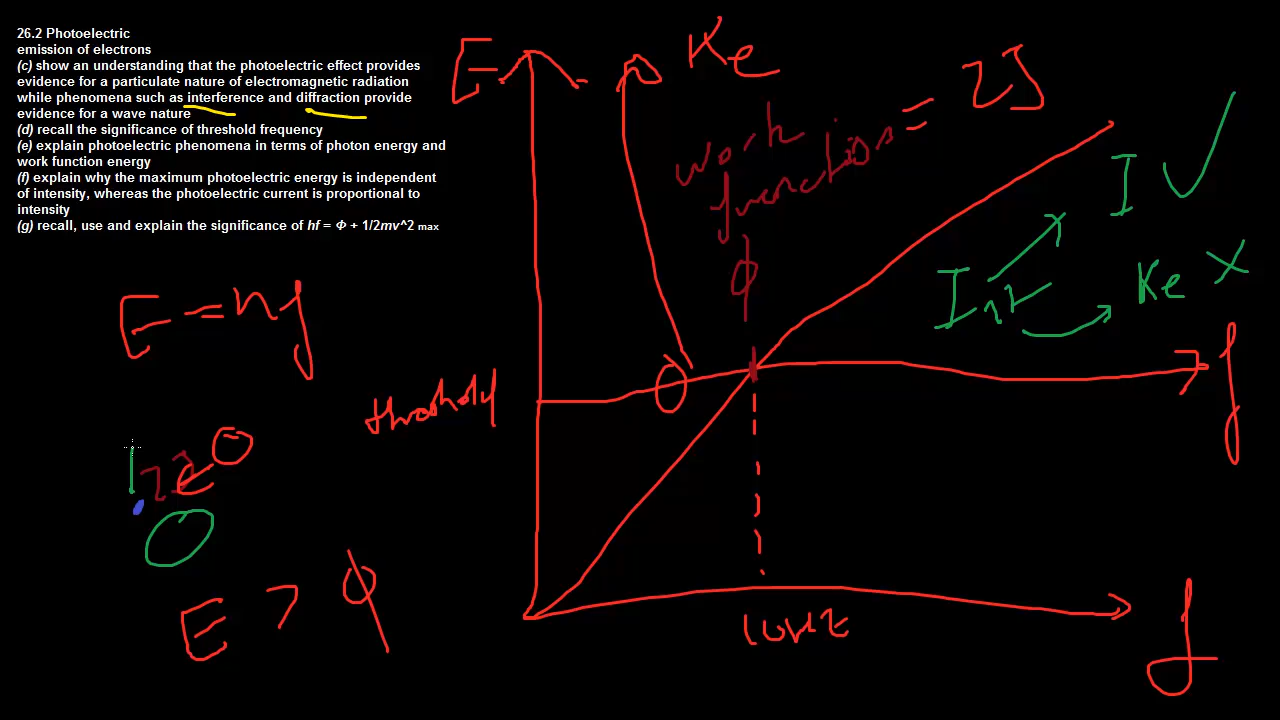 26.2 Photoelectric
emission of electrons
(c) show an understanding that the photoelectric effect provides
evidence for a particulate nature of electromagnetic radiation
while phenomena such as interference and diffraction provide
evidence for a wave nature
(d) recall the significance of threshold frequency
(e) explain photoelectric phenomena in terms of photon energy and
work function energy
(f) explain why the maximum photoelectric energy is independent
of intensity, whereas the photoelectric current is proportional to
intensity
(g) recall, use and explain the significance of hf = Φ + 1/2mv^2 max
E
Ke
work
function = 2J
Φ
I ✓
Int
Ke ×
E = hf
f
E > Φ
10Hz
f